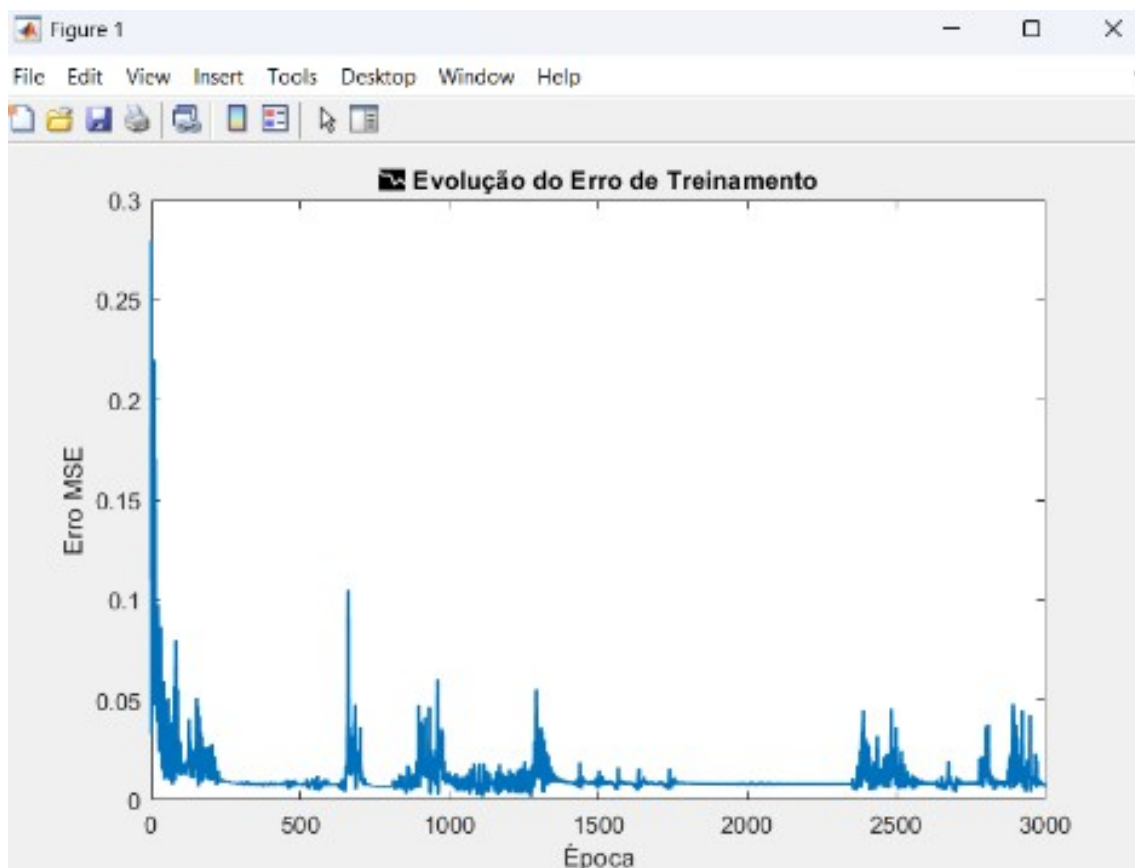 Figure 1
File Edit View Insert Tools Desktop Window Help
Evolução do Erro de Treinamento
0.3
0.25
0.2
0.15
0.1
0.05
0
Erro MSE
0 500 1000 1500 2000 2500 3000
Época